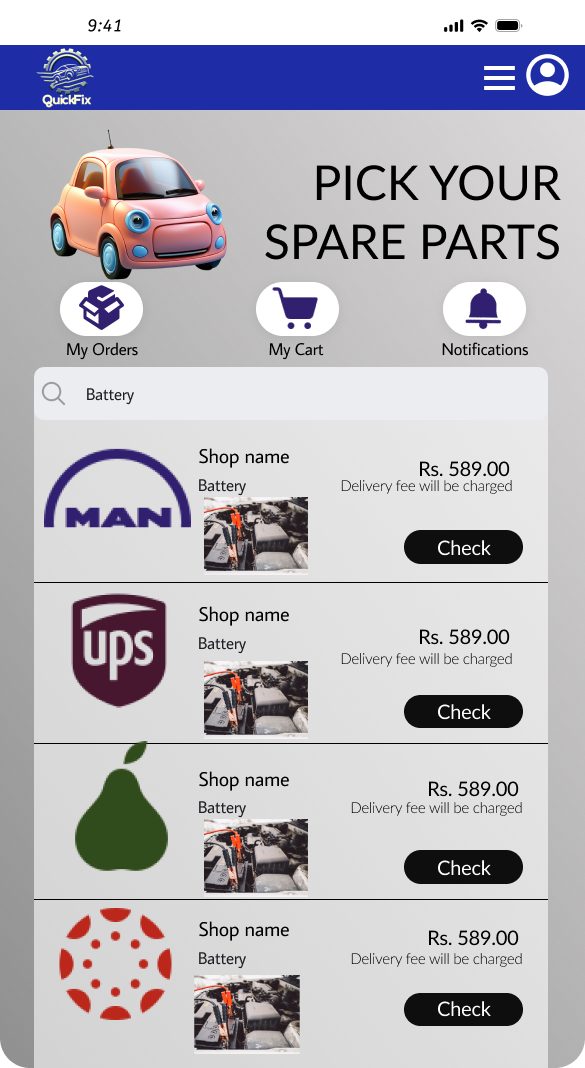 9:41
QuickFix
PICK YOUR
SPARE PARTS
My Orders
My Cart
Notifications
Battery
MAN
Shop name
Battery
Rs. 589.00
Delivery fee will be charged
Check
ups
Shop name
Battery
Rs. 589.00
Delivery fee will be charged
Check
Shop name
Battery
Rs. 589.00
Delivery fee will be charged
Check
Shop name
Battery
Rs. 589.00
Delivery fee will be charged
Check